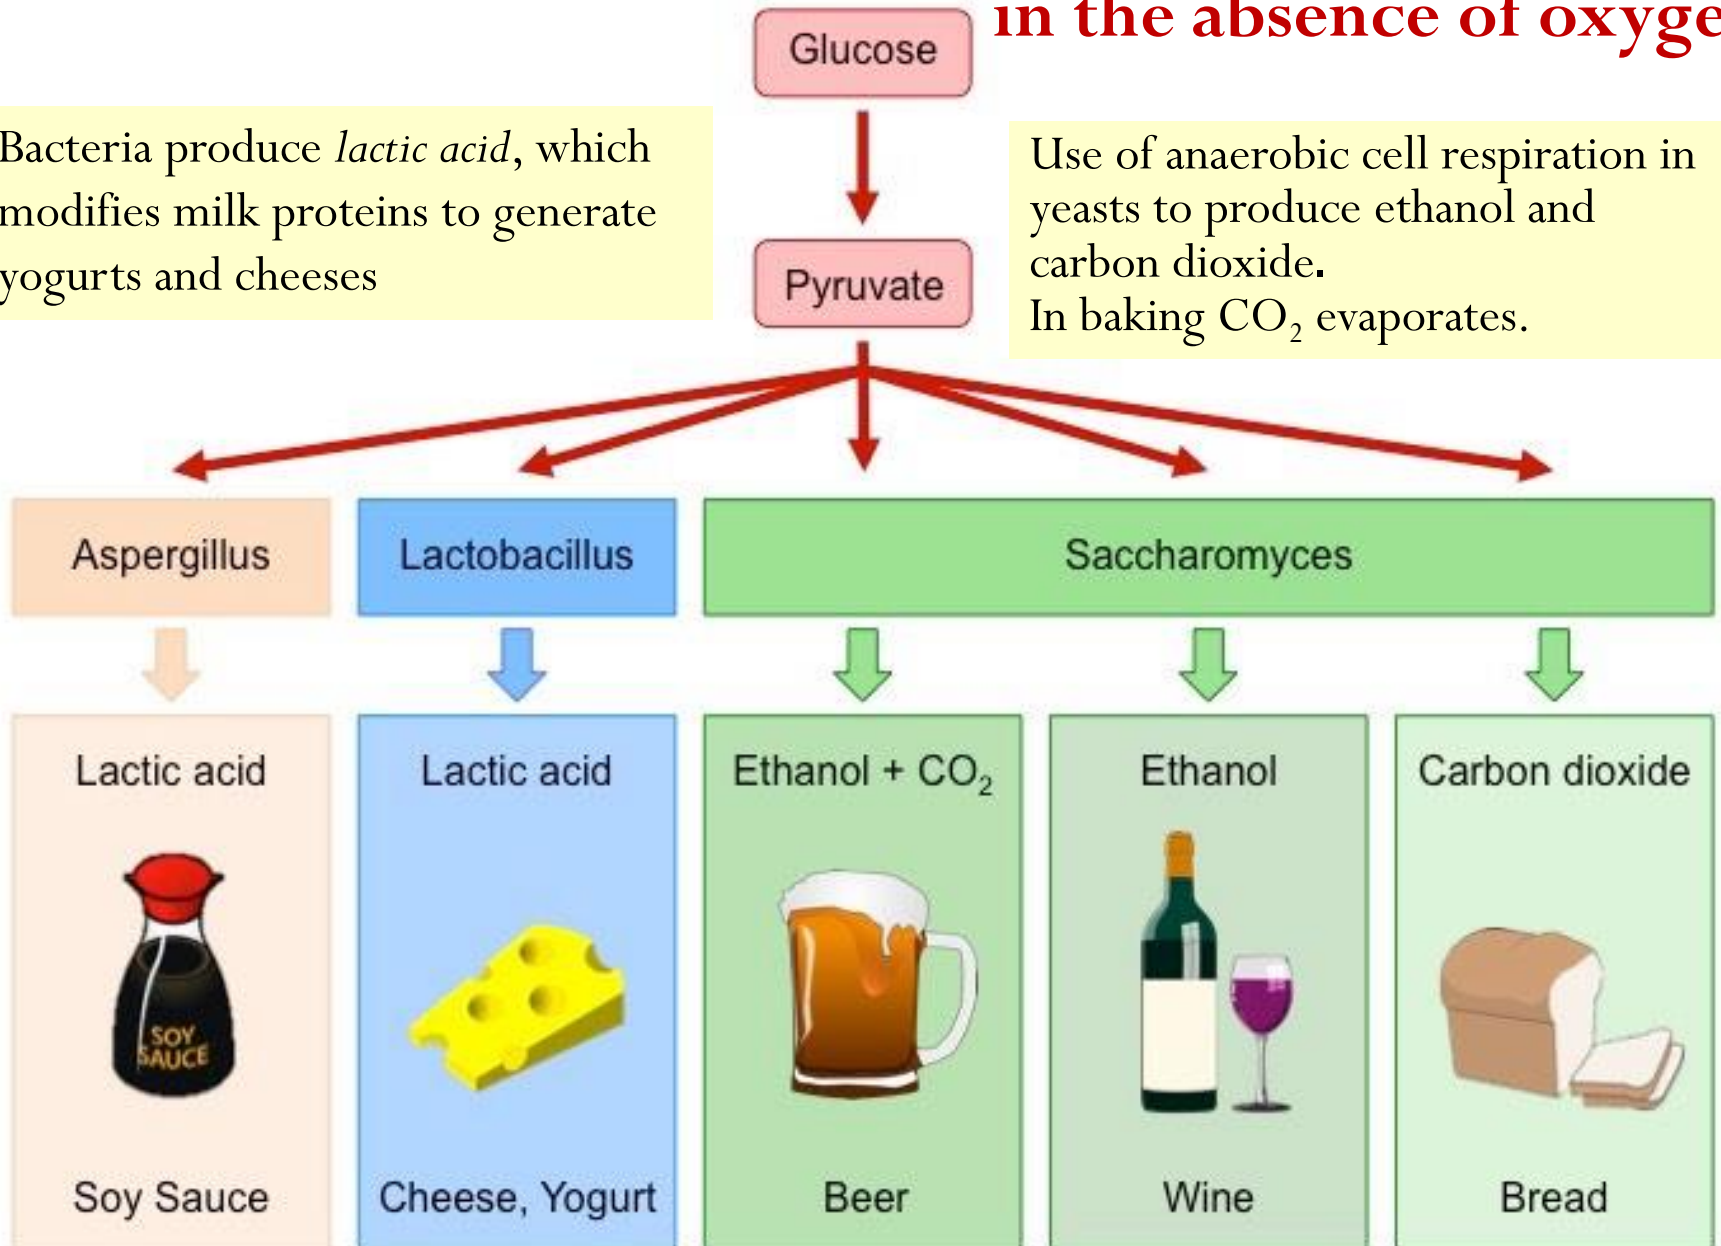 in the absence of oxyge
Glucose
Bacteria produce lactic acid, which
modifies milk proteins to generate
yogurts and cheeses
Use of anaerobic cell respiration in
yeasts to produce ethanol and
carbon dioxide.
In baking CO₂ evaporates.
Pyruvate
Aspergillus
Lactobacillus
Saccharomyces
Lactic acid
Lactic acid
Ethanol + CO₂
Ethanol
Carbon dioxide
SOY
SAUCE
Soy Sauce
Cheese, Yogurt
Beer
Wine
Bread